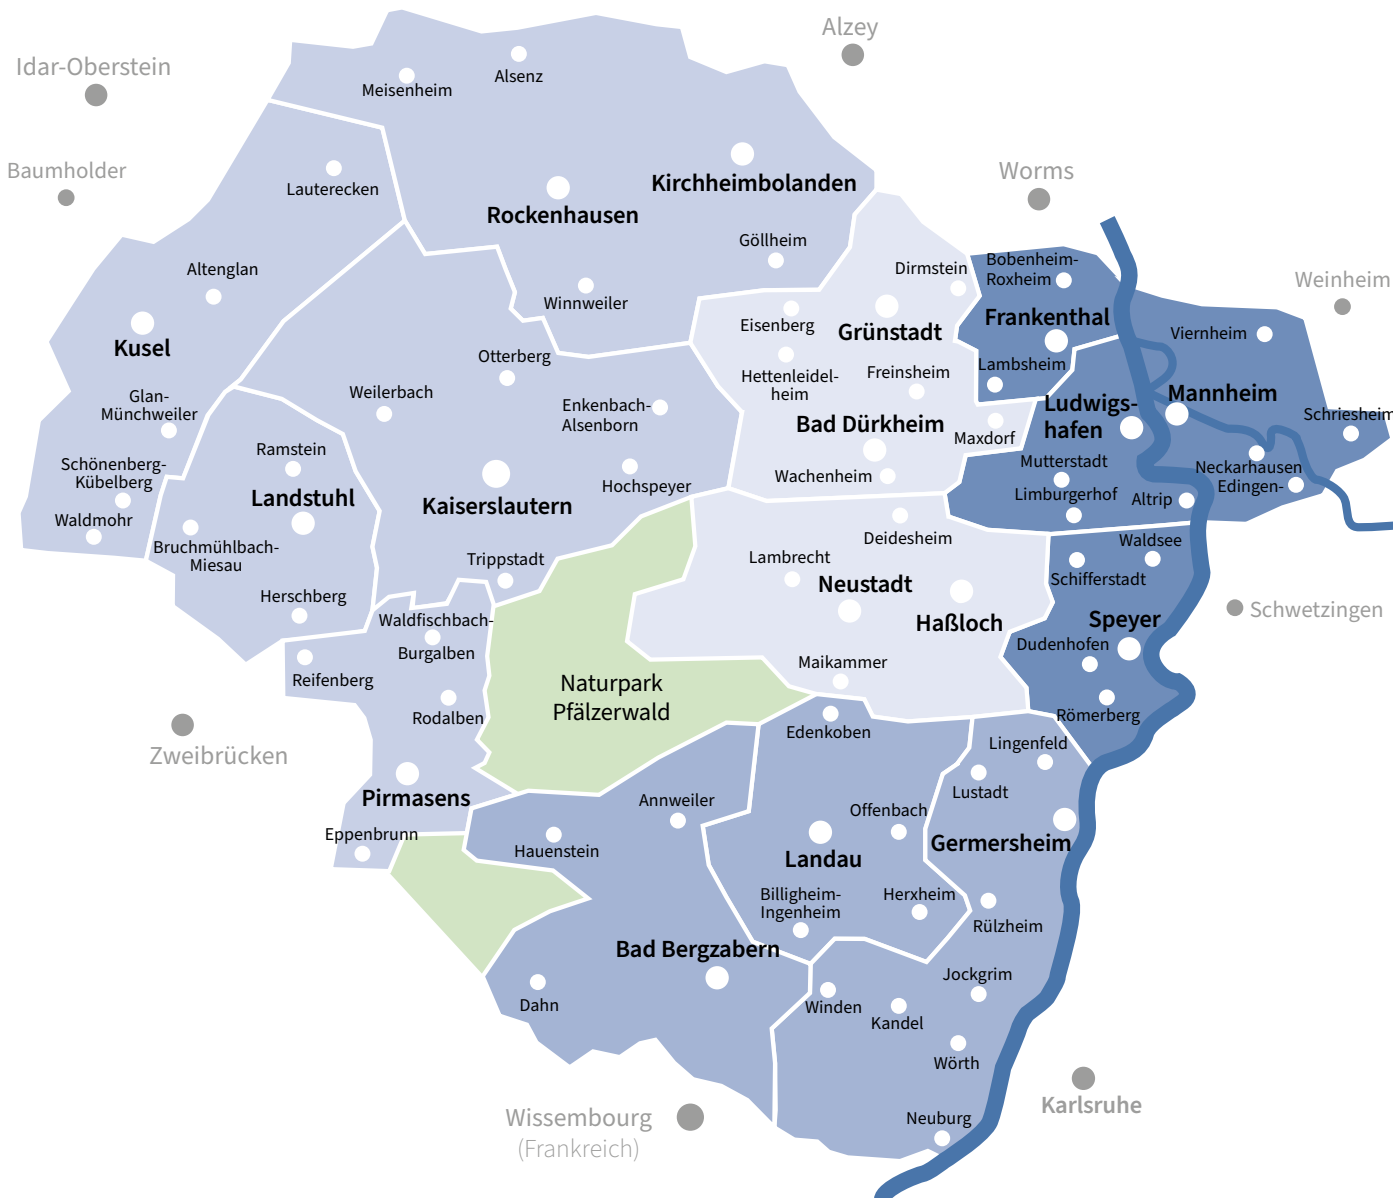 Alzey
Idar-Oberstein
Alsenz
Meisenheim
Baumholder
Worms
Lauterecken
Kirchheimbolanden
Rockenhausen
Göllheim
Bobenheim-
Roxheim
Dirmstein
Altenglan
Weinheim
Winnweiler
Frankenthal
Eisenberg
Grünstadt
Viernheim
Kusel
Otterberg
Lambsheim
Freinsheim
Hettenleidel-
heim
Weilerbach
Mannheim
Glan-
Münchweiler
Enkenbach-
Alsenborn
Ludwigs-
hafen
Schriesheim
Bad Dürkheim
Maxdorf
Ramstein
Schönenberg-
Kübelberg
Mutterstadt
Neckarhausen
Edingen-
Wachenheim
Hochspeyer
Landstuhl
Limburgerhof
Altrip
Kaiserslautern
Waldmohr
Deidesheim
Waldsee
Bruchmühlbach-
Miesau
Trippstadt
Lambrecht
Schifferstadt
Neustadt
Herschberg
Schwetzingen
Waldfischbach-
Burgalben
Haßloch
Speyer
Dudenhofen
Maikammer
Reifenberg
Naturpark
Pfälzerwald
Rodalben
Römerberg
Edenkoben
Lingenfeld
Zweibrücken
Lustadt
Pirmasens
Annweiler
Offenbach
Eppenbrunn
Germersheim
Hauenstein
Landau
Billigheim-
Ingenheim
Herxheim
Rülzheim
Bad Bergzabern
Jockgrim
Dahn
Winden
Kandel
Wörth
Karlsruhe
Wissembourg
(Frankreich)
Neuburg